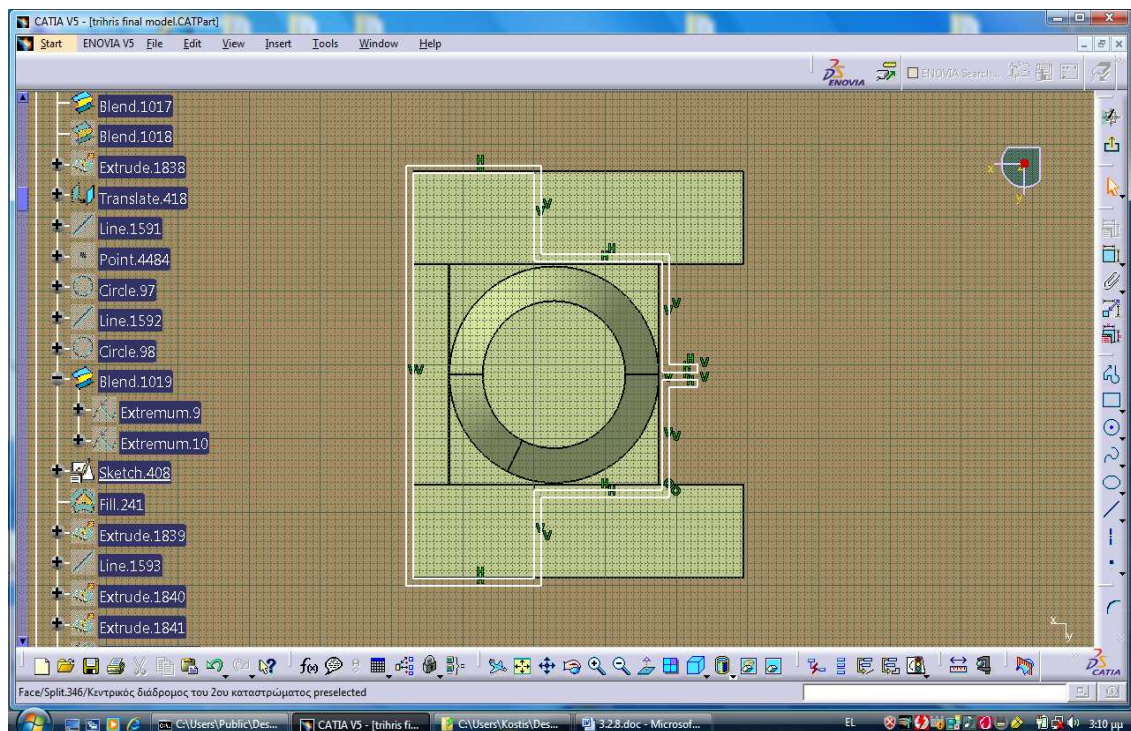 CATIA V5 - [trihris final model.CATPart]
Start ENOVIA V5 File Edit View Insert Tools Window Help
ENOVIA
ENOVIA Search...
Blend.1017
Blend.1018
Extrude.1838
Translate.418
Line.1591
Point.4484
Circle.97
Line.1592
Circle.98
Blend.1019
Extremum.9
Extremum.10
Sketch.408
Fill.241
Extrude.1839
Line.1593
Extrude.1840
Extrude.1841
x
y
H
V
H
V
H V
V
V
V
H
V
H
x
y
f(x)
CATIA
Face/Split.346/Κεντρικός διάδρομος του 2ου καταστρώματος preselected
C:\Users\Public\Des... CATIA V5 - [trihris fi... C:\Users\Kostis\Des... 3.2.8.doc - Microsof... EL 3:10 μμ